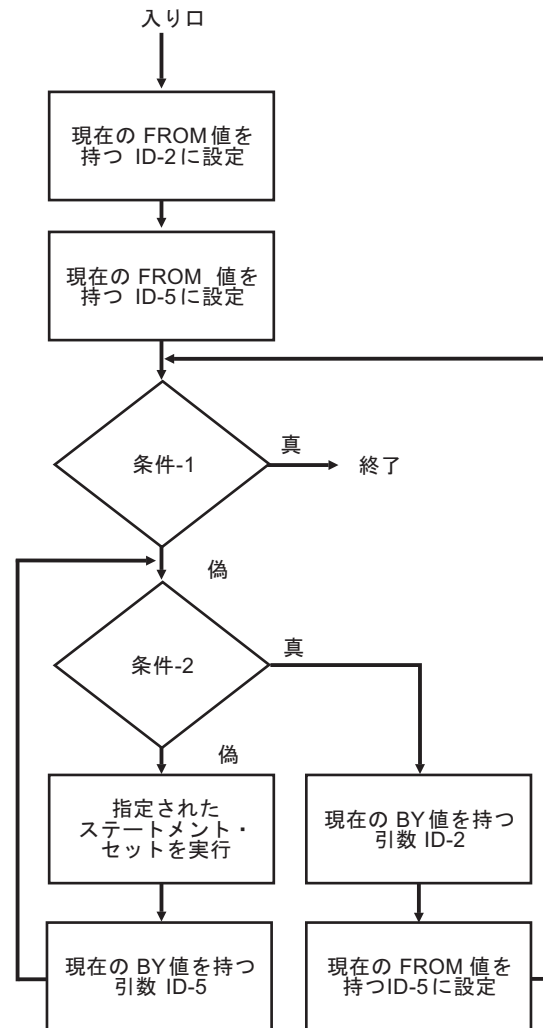 入り口
現在の FROM 値を
持つ ID-2に設定
現在の FROM 値を
持つ ID-5に設定
条件-1
真
終了
偽
条件-2
真
偽
指定された
ステートメント・
セットを実行
現在の BY 値を持つ
引数 ID-2
現在の BY 値を持つ
引数 ID-5
現在の FROM 値を
持つID-5に設定